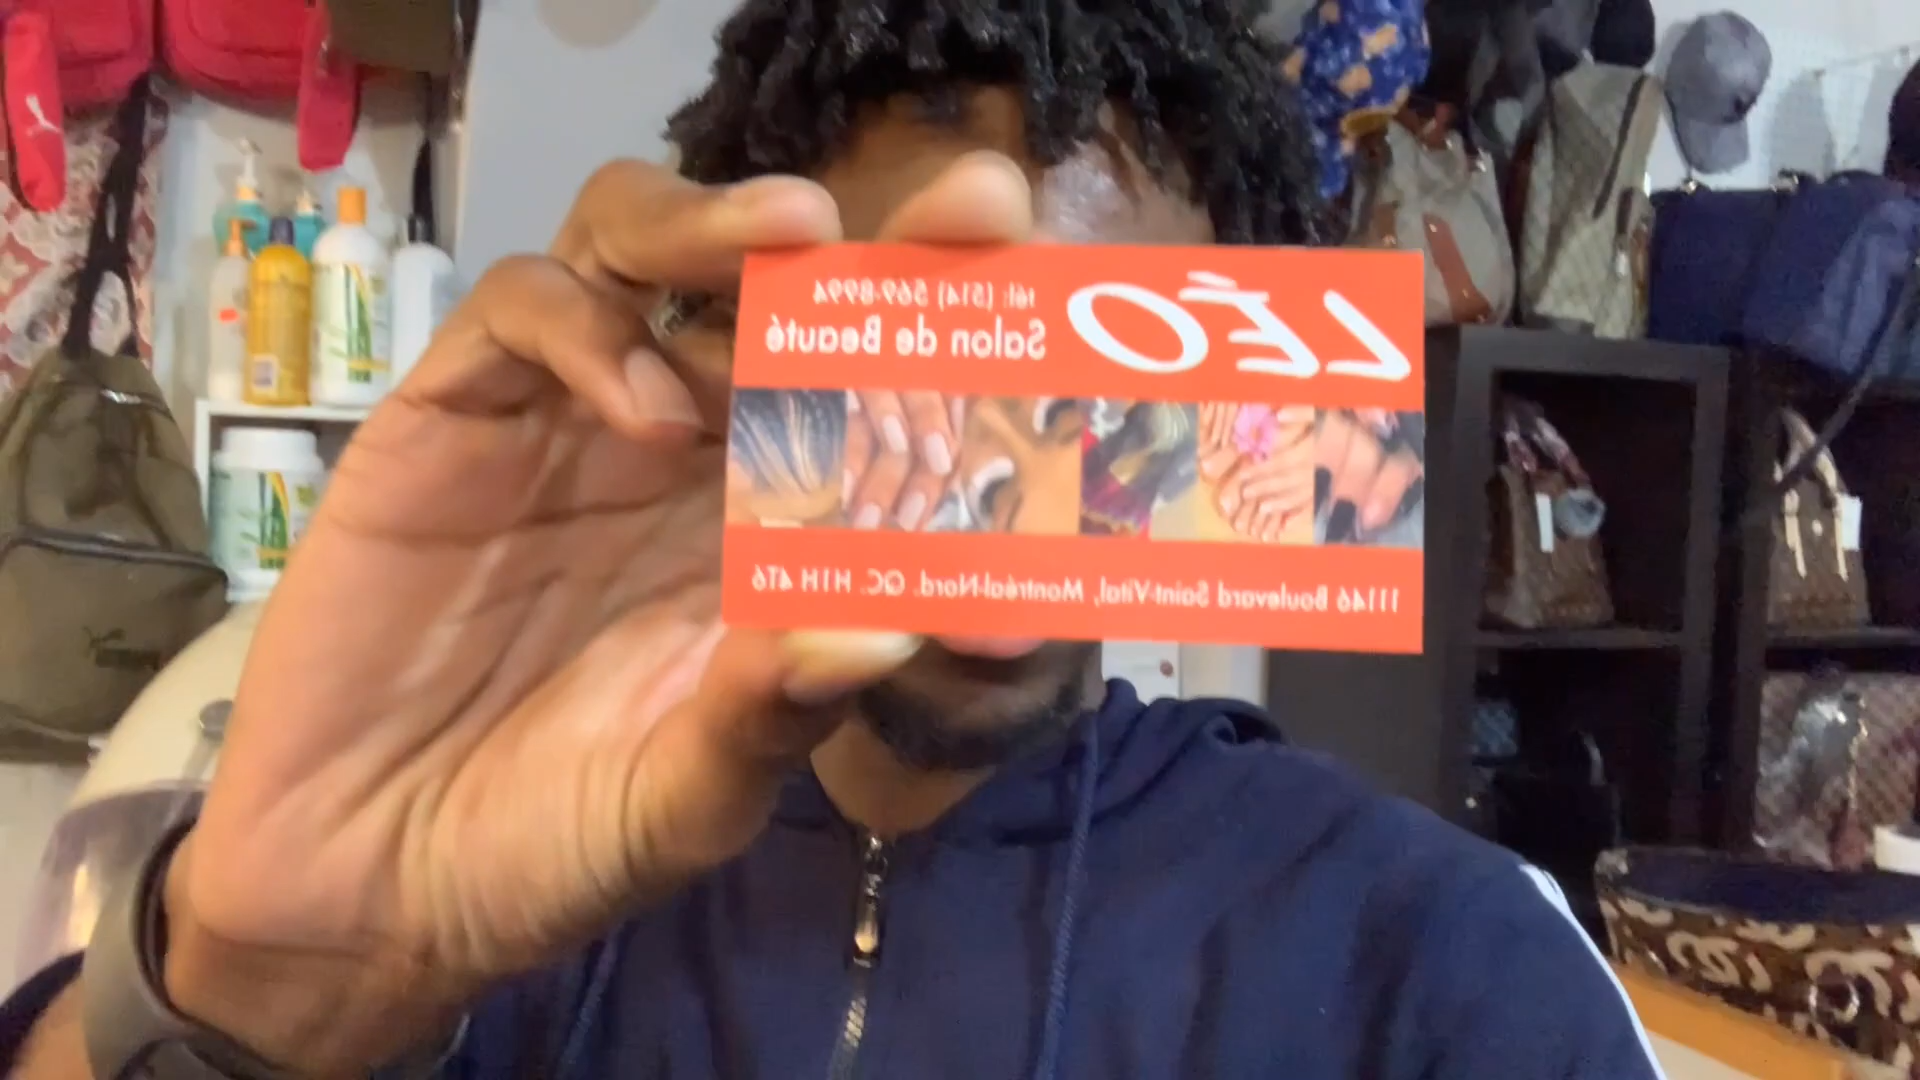 LÉO
tél: (514) 569-8994
Salon de Beauté
11146 Boulevard Saint-Vital, Montréal-Nord. QC. H1H 4T6